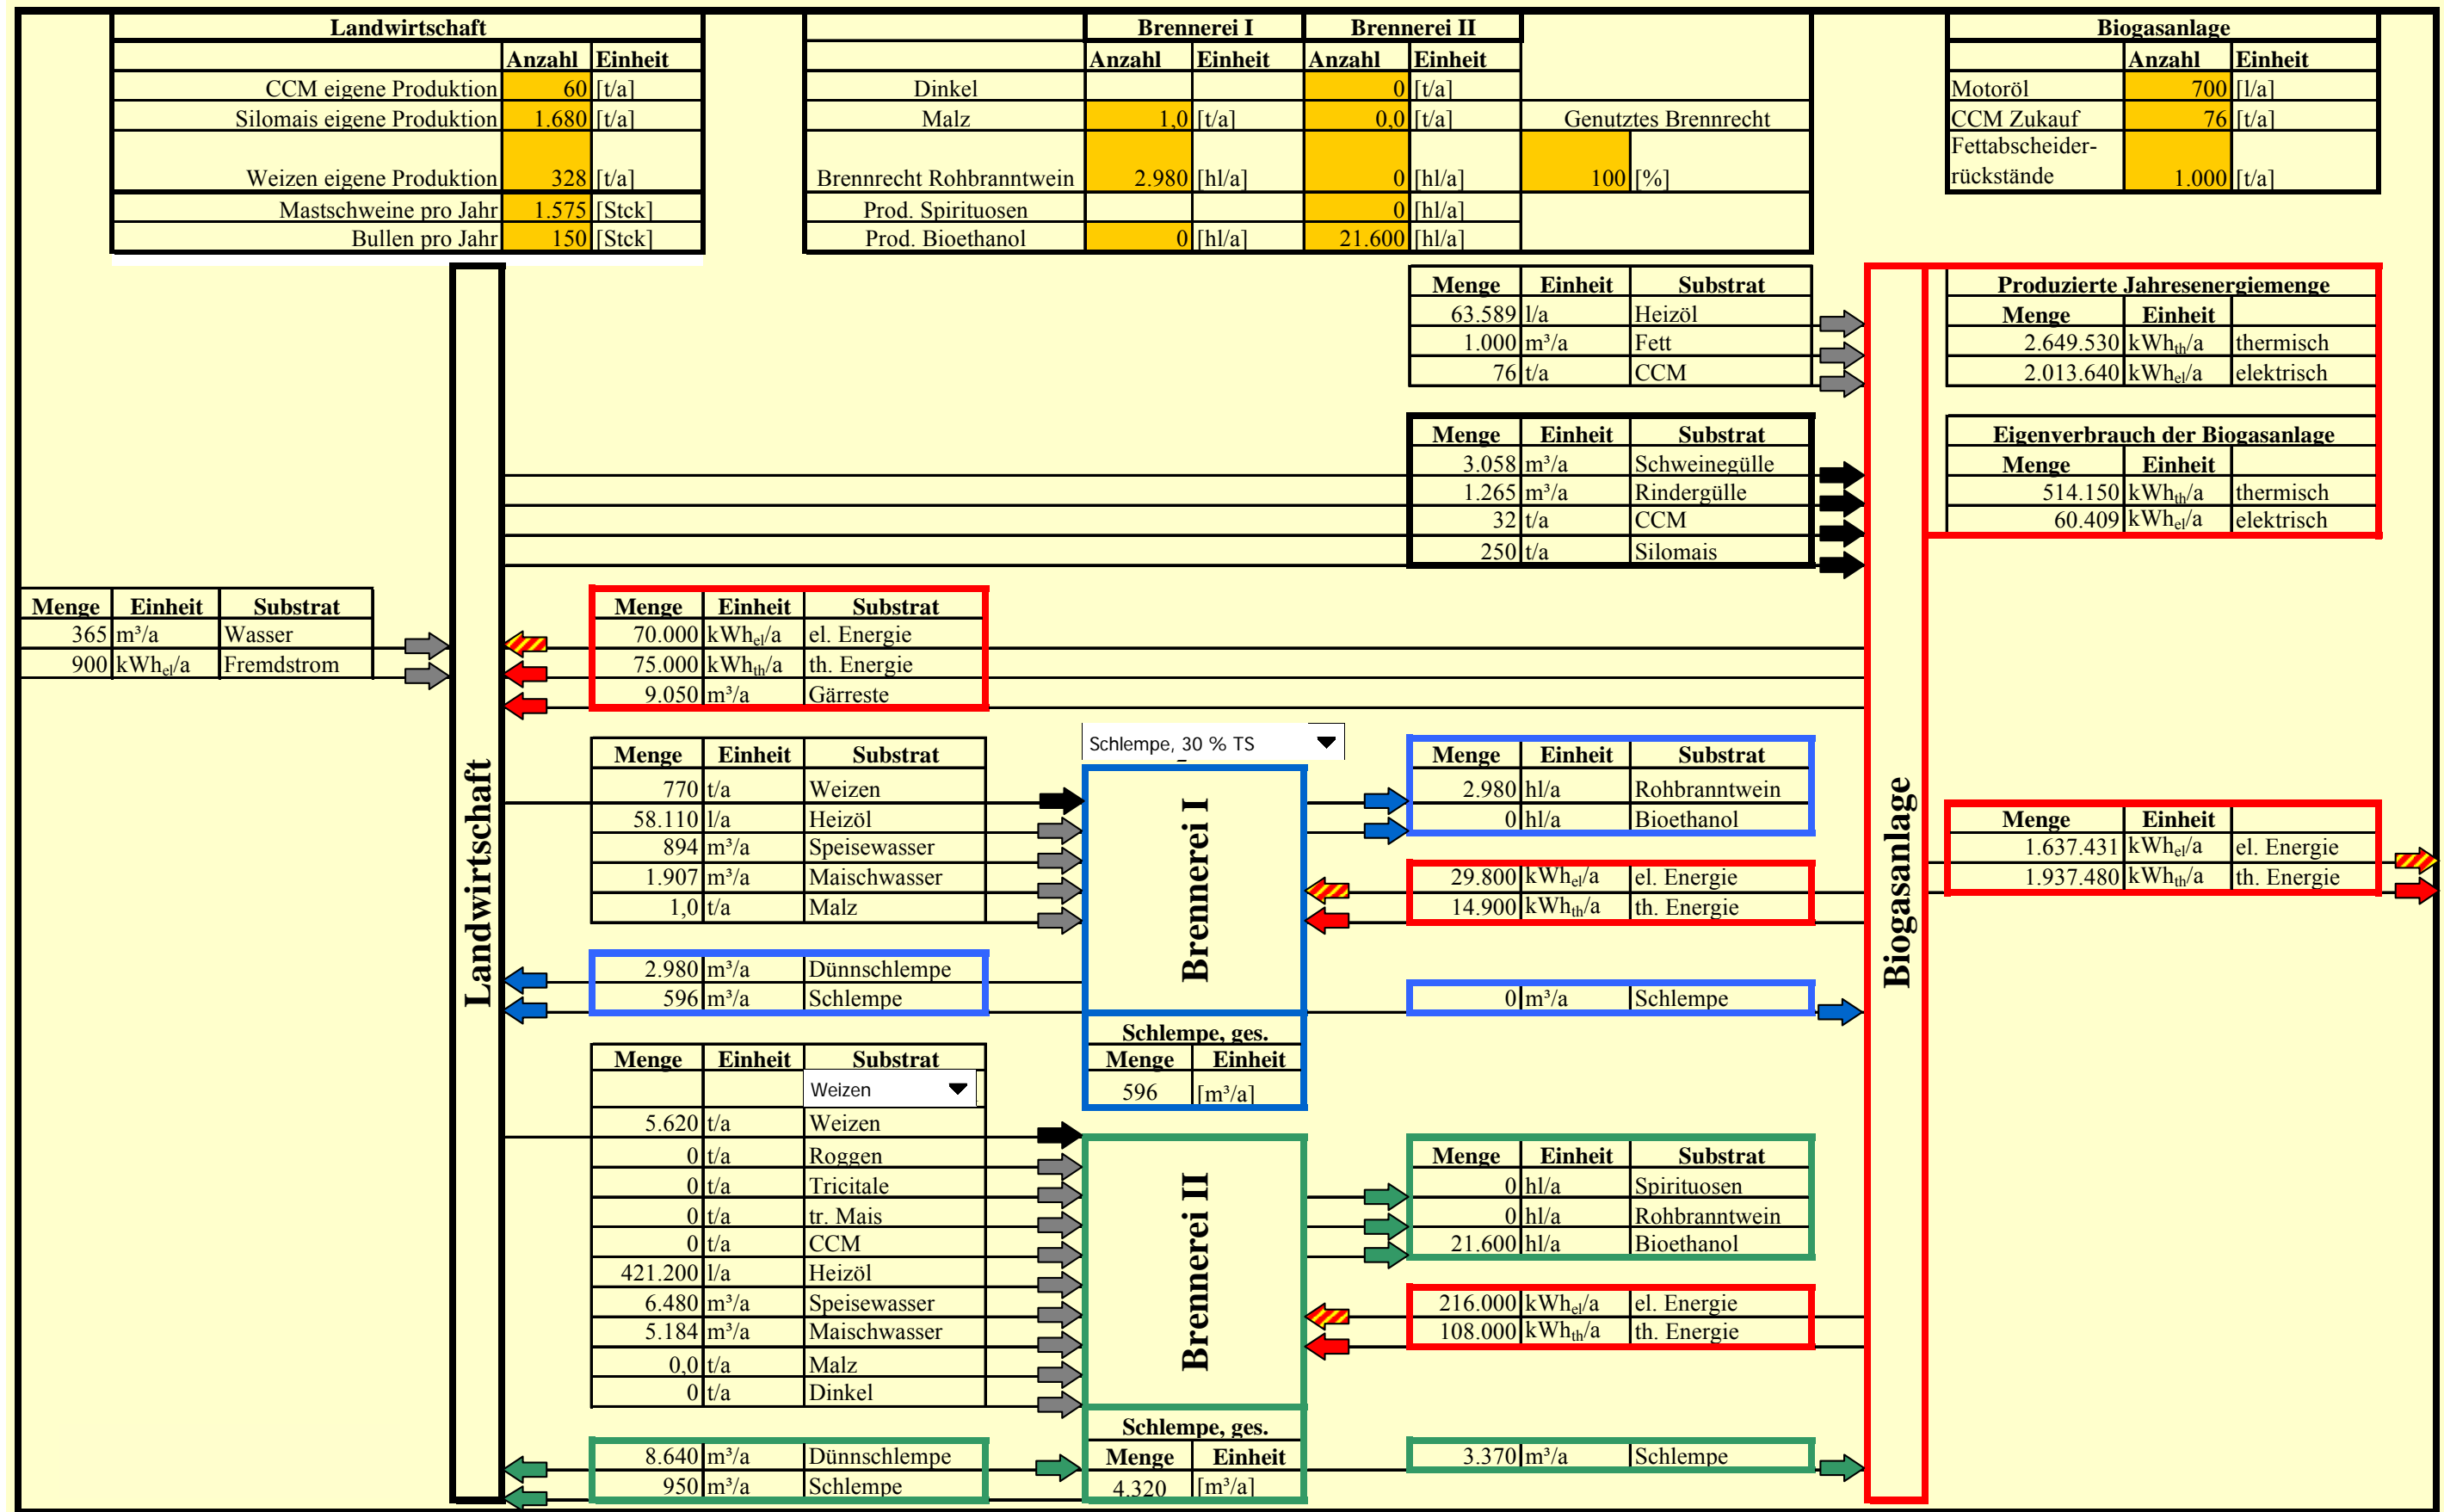 Landwirtschaft
Anzahl Einheit
CCM eigene Produktion 60 [t/a]
Silomais eigene Produktion 1.680 [t/a]
Weizen eigene Produktion 328 [t/a]
Mastschweine pro Jahr 1.575 [Stck]
Bullen pro Jahr 150 [Stck]
Brennerei I Brennerei II
Anzahl Einheit Anzahl Einheit
Dinkel 0 [t/a]
Malz 1,0 [t/a] 0,0 [t/a] Genutztes Brennrecht
Brennrecht Rohbranntwein 2.980 [hl/a] 0 [hl/a] 100 [%]
Prod. Spirituosen 0 [hl/a]
Prod. Bioethanol 0 [hl/a] 21.600 [hl/a]
Biogasanlage
Anzahl Einheit
Motoröl 700 [l/a]
CCM Zukauf 76 [t/a]
Fettabscheider-
rückstände 1.000 [t/a]
Menge Einheit Substrat
63.589 l/a Heizöl
1.000 m³/a Fett
76 t/a CCM
Produzierte Jahresenergiemenge
Menge Einheit
2.649.530 kWhth/a thermisch
2.013.640 kWhel/a elektrisch
Menge Einheit Substrat
3.058 m³/a Schweinegülle
1.265 m³/a Rindergülle
32 t/a CCM
250 t/a Silomais
Eigenverbrauch der Biogasanlage
Menge Einheit
514.150 kWhth/a thermisch
60.409 kWhel/a elektrisch
Menge Einheit Substrat
365 m³/a Wasser
900 kWhel/a Fremdstrom
Landwirtschaft
Menge Einheit Substrat
70.000 kWhel/a el. Energie
75.000 kWhth/a th. Energie
9.050 m³/a Gärreste
Schlempe, 30 % TS
Menge Einheit Substrat
770 t/a Weizen
58.110 l/a Heizöl
894 m³/a Speisewasser
1.907 m³/a Maischwasser
1,0 t/a Malz
Brennerei I
Menge Einheit Substrat
2.980 hl/a Rohbranntwein
0 hl/a Bioethanol
29.800 kWhel/a el. Energie
14.900 kWhth/a th. Energie
Biogasanlage
Menge Einheit
1.637.431 kWhel/a el. Energie
1.937.480 kWhth/a th. Energie
2.980 m³/a Dünnschlempe
596 m³/a Schlempe
0 m³/a Schlempe
Schlempe, ges.
Menge Einheit
596 [m³/a]
Menge Einheit Substrat
Weizen
5.620 t/a Weizen
0 t/a Roggen
0 t/a Tricitale
0 t/a tr. Mais
0 t/a CCM
421.200 l/a Heizöl
6.480 m³/a Speisewasser
5.184 m³/a Maischwasser
0,0 t/a Malz
0 t/a Dinkel
Brennerei II
Menge Einheit Substrat
0 hl/a Spirituosen
0 hl/a Rohbranntwein
21.600 hl/a Bioethanol
216.000 kWhel/a el. Energie
108.000 kWhth/a th. Energie
8.640 m³/a Dünnschlempe
950 m³/a Schlempe
Schlempe, ges.
Menge Einheit
4.320 [m³/a]
3.370 m³/a Schlempe